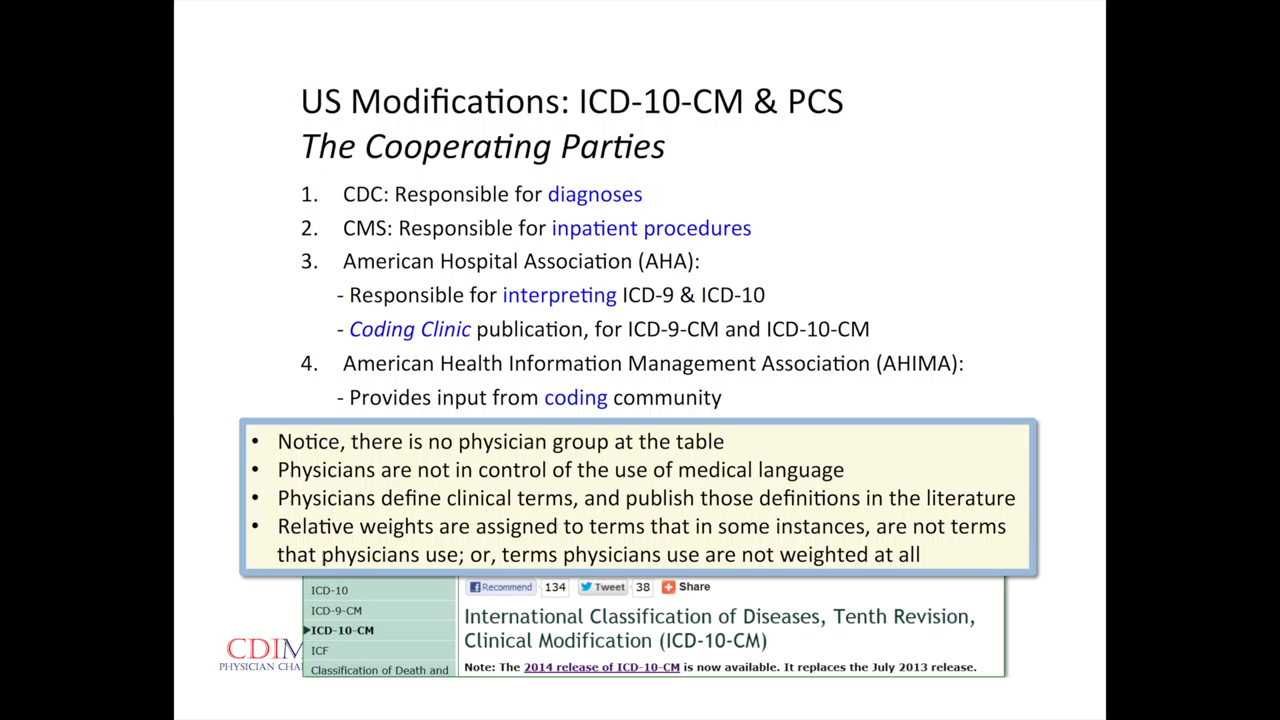 US Modifications: ICD-10-CM & PCS
The Cooperating Parties
1. CDC: Responsible for diagnoses
2. CMS: Responsible for inpatient procedures
3. American Hospital Association (AHA):
- Responsible for interpreting ICD-9 & ICD-10
- Coding Clinic publication, for ICD-9-CM and ICD-10-CM
4. American Health Information Management Association (AHIMA):
- Provides input from coding community
• Notice, there is no physician group at the table
• Physicians are not in control of the use of medical language
• Physicians define clinical terms, and publish those definitions in the literature
• Relative weights are assigned to terms that in some instances, are not terms
that physicians use; or, terms physicians use are not weighted at all
ICD-10
ICD-9-CM
ICD-10-CM
ICF
Classification of Death and
Recommend 134 Tweet 38 Share
International Classification of Diseases, Tenth Revision,
Clinical Modification (ICD-10-CM)
Note: The 2014 release of ICD-10-CM is now available. It replaces the July 2013 release.
CDIM
PHYSICIAN CHA